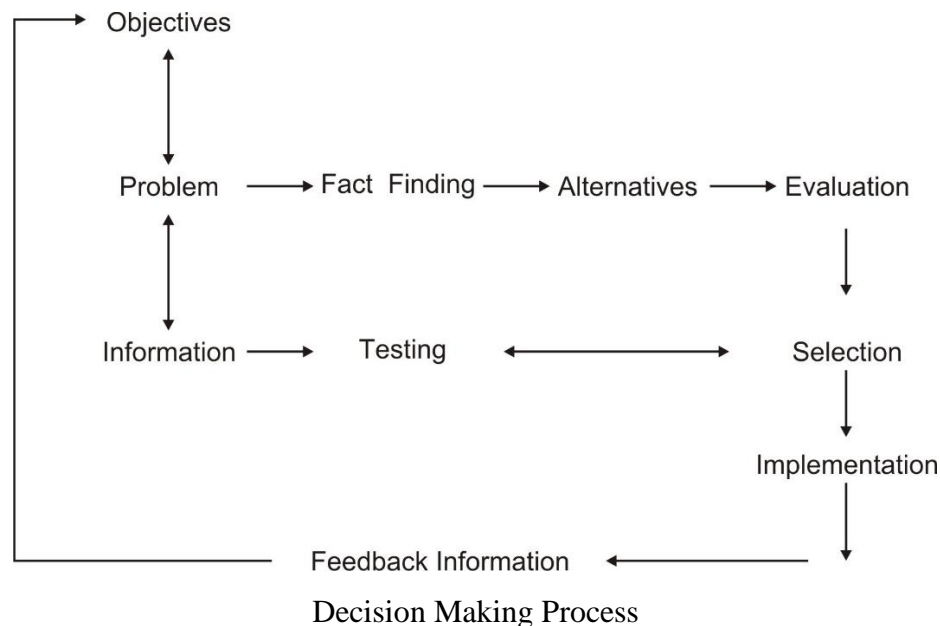 Objectives
Problem
Fact Finding
Alternatives
Evaluation
Information
Testing
Selection
Implementation
Feedback Information
Decision Making Process